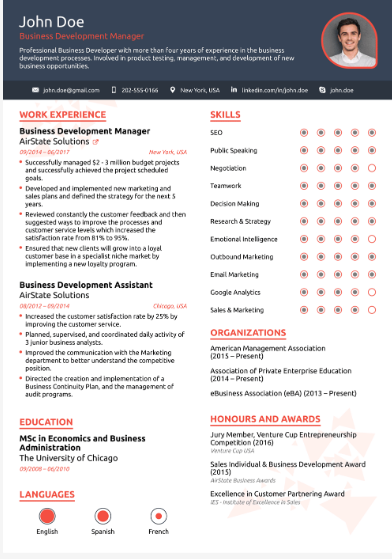 John Doe
Business Development Manager
Professional Business Developer with more than four years of experience in the business
development processes. Involved in product testing, management, and development of new
business opportunities.
john.doe@gmail.com
202-555-0166
New York, USA
linkedin.com/in/john.doe
john.doe
WORK EXPERIENCE
Business Development Manager
AirState Solutions
09/2014 – 06/2017
New York, USA
Successfully managed $2 - 3 million budget projects
and successfully achieved the project scheduled
goals.
Developed and implemented new marketing and
sales plans and defined the strategy for the next 5
years.
Reviewed constantly the customer feedback and then
suggested ways to improve the processes and
customer service levels which increased the
satisfaction rate from 81% to 95%.
Ensured that new clients will grow into a loyal
customer base in a specialist niche market by
implementing a new loyalty program.
Business Development Assistant
AirState Solutions
08/2012 – 09/2014
Chicago, USA
Increased the customer satisfaction rate by 25% by
improving the customer service.
Planned, supervised, and coordinated daily activity of
3 junior business analysts.
Improved the communication with the Marketing
department to better understand the competitive
position.
Directed the creation and implementation of a
Business Continuity Plan, and the management of
audit programs.
EDUCATION
MSc in Economics and Business
Administration
The University of Chicago
09/2008 – 06/2010
LANGUAGES
English
Spanish
French
SKILLS
SEO
Public Speaking
Negotiation
Teamwork
Decision Making
Research & Strategy
Emotional Intelligence
Outbound Marketing
Email Marketing
Google Analytics
Sales & Marketing
ORGANIZATIONS
American Management Association
(2015 – Present)
Association of Private Enterprise Education
(2014 – Present)
eBusiness Association (eBA) (2013 – Present)
HONOURS AND AWARDS
Jury Member, Venture Cup Entrepreneurship
Competition (2016)
Venture Cup USA
Sales Individual & Business Development Award
(2015)
AirState Business Awards
Excellence in Customer Partnering Award
IES - Institute of Excellence in Sales